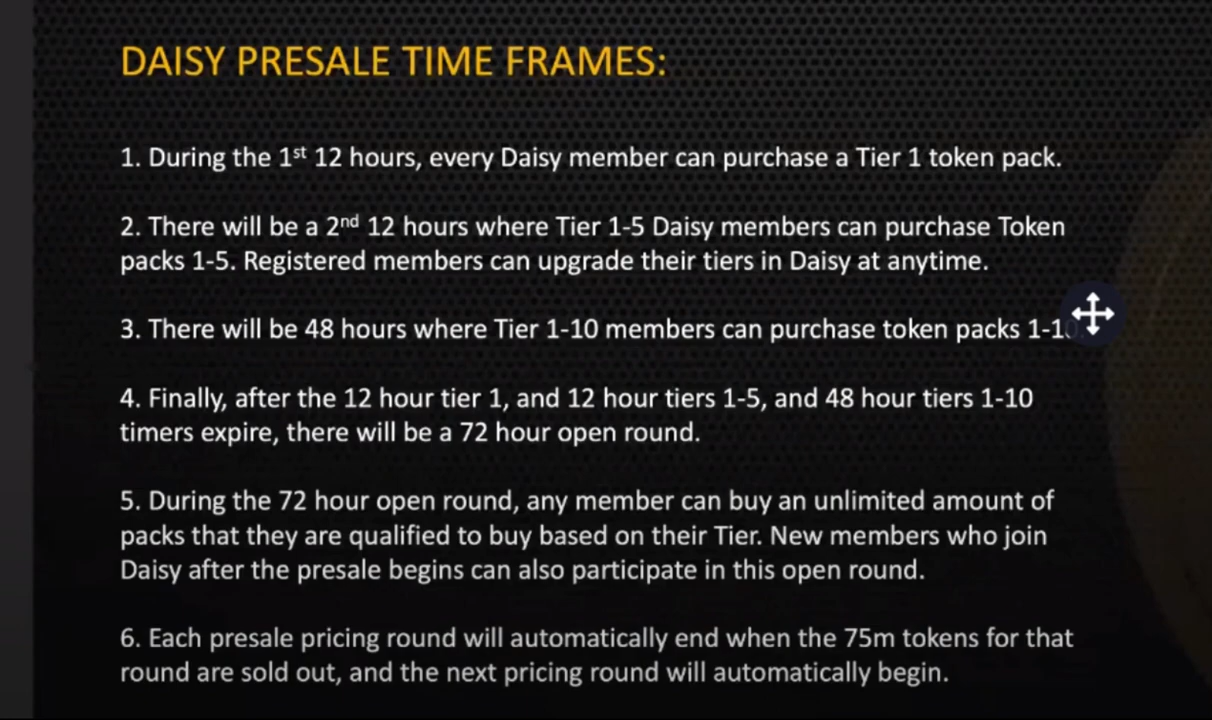 DAISY PRESALE TIME FRAMES:
1. During the 1st 12 hours, every Daisy member can purchase a Tier 1 token pack.
2. There will be a 2nd 12 hours where Tier 1-5 Daisy members can purchase Token
packs 1-5. Registered members can upgrade their tiers in Daisy at anytime.
3. There will be 48 hours where Tier 1-10 members can purchase token packs 1-10
4. Finally, after the 12 hour tier 1, and 12 hour tiers 1-5, and 48 hour tiers 1-10
timers expire, there will be a 72 hour open round.
5. During the 72 hour open round, any member can buy an unlimited amount of
packs that they are qualified to buy based on their Tier. New members who join
Daisy after the presale begins can also participate in this open round.
6. Each presale pricing round will automatically end when the 75m tokens for that
round are sold out, and the next pricing round will automatically begin.